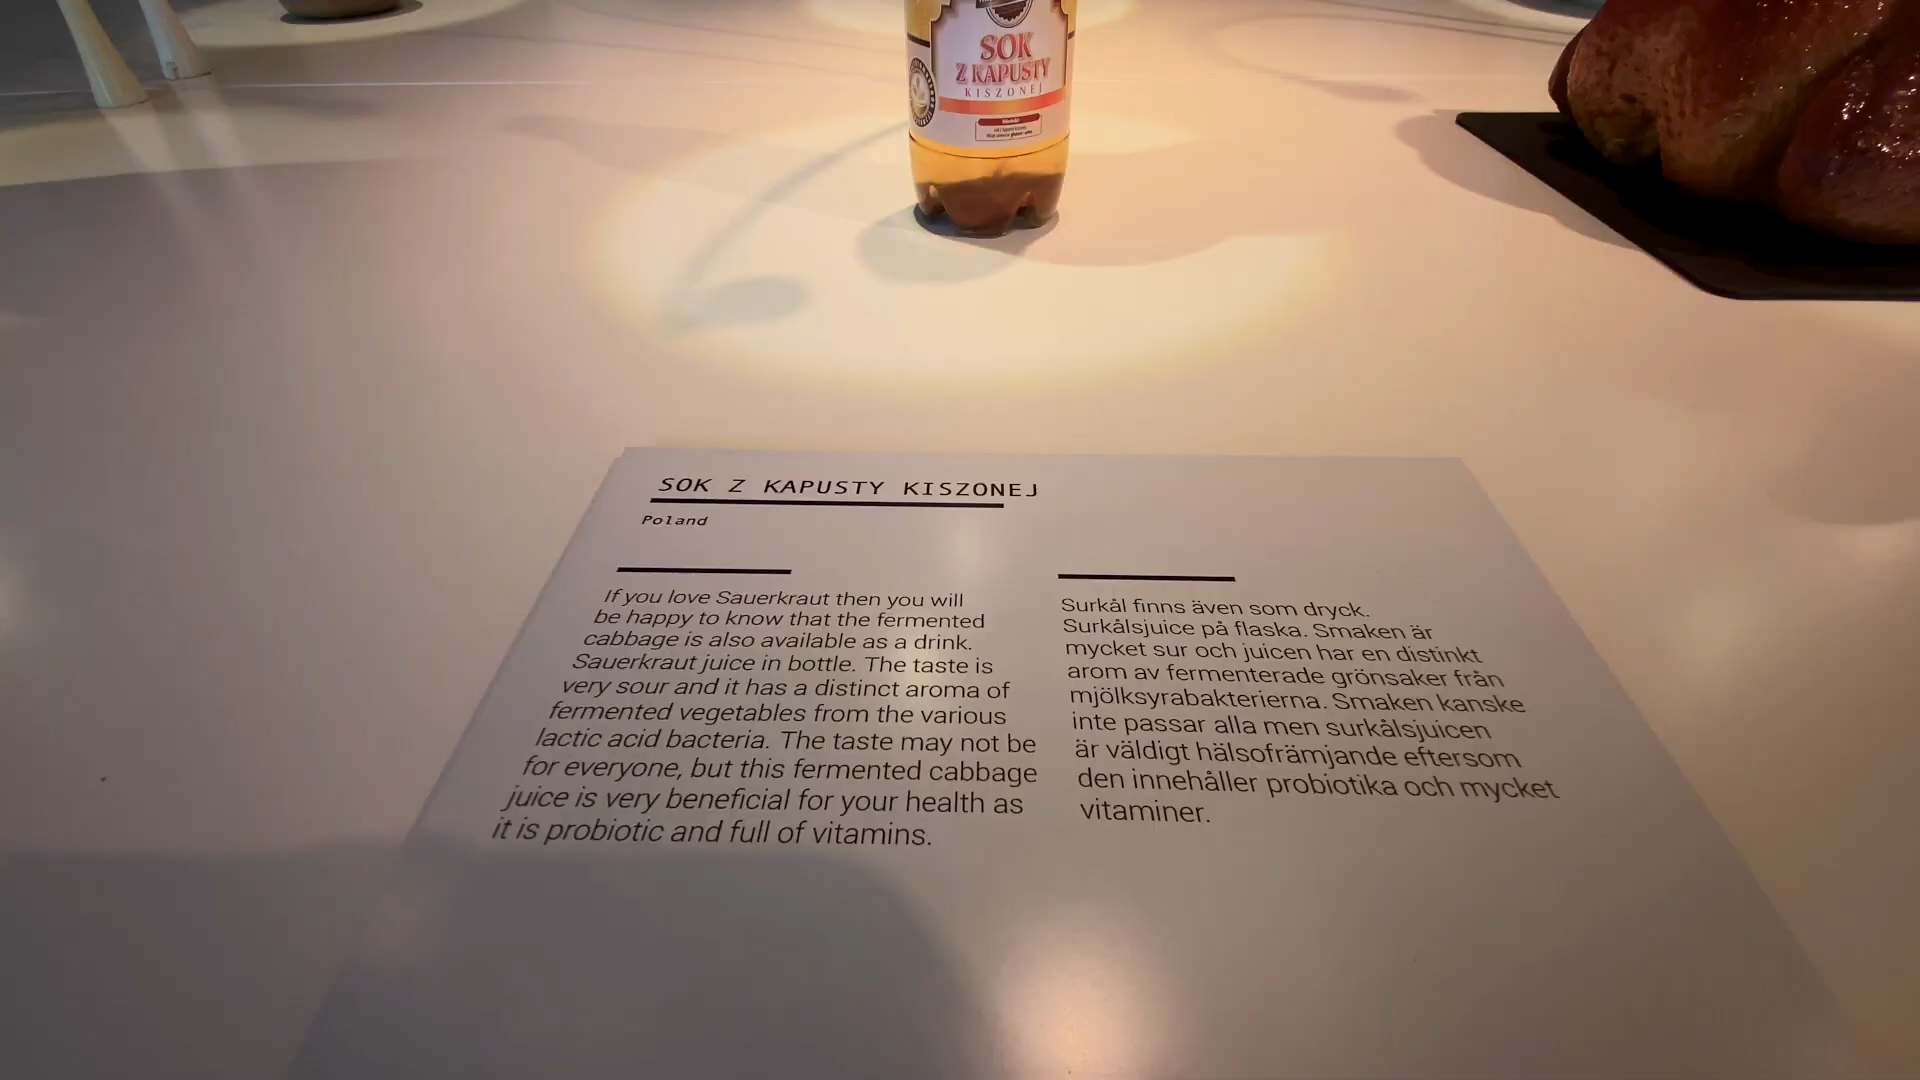 SOK
Z KAPUSTY
KISZONEJ
SOK Z KAPUSTY KISZONEJ
Poland
If you love Sauerkraut then you will
be happy to know that the fermented
cabbage is also available as a drink.
Sauerkraut juice in bottle. The taste is
very sour and it has a distinct aroma of
fermented vegetables from the various
lactic acid bacteria. The taste may not be
for everyone, but this fermented cabbage
juice is very beneficial for your health as
it is probiotic and full of vitamins.
Surkål finns även som dryck.
Surkålsjuice på flaska. Smaken är
mycket sur och juicen har en distinkt
arom av fermenterade grönsaker från
mjölksyrabakterierna. Smaken kanske
inte passar alla men surkålsjuicen
är väldigt hälsofrämjande eftersom
den innehåller probiotika och mycket
vitaminer.